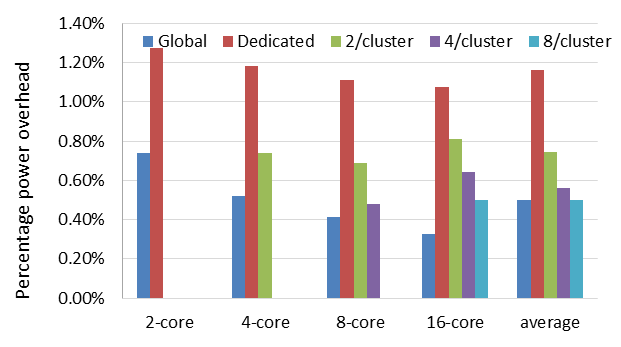 Percentage power overhead
1.40%
1.20%
1.00%
0.80%
0.60%
0.40%
0.20%
0.00%
Global Dedicated 2/cluster 4/cluster 8/cluster
2-core 4-core 8-core 16-core average